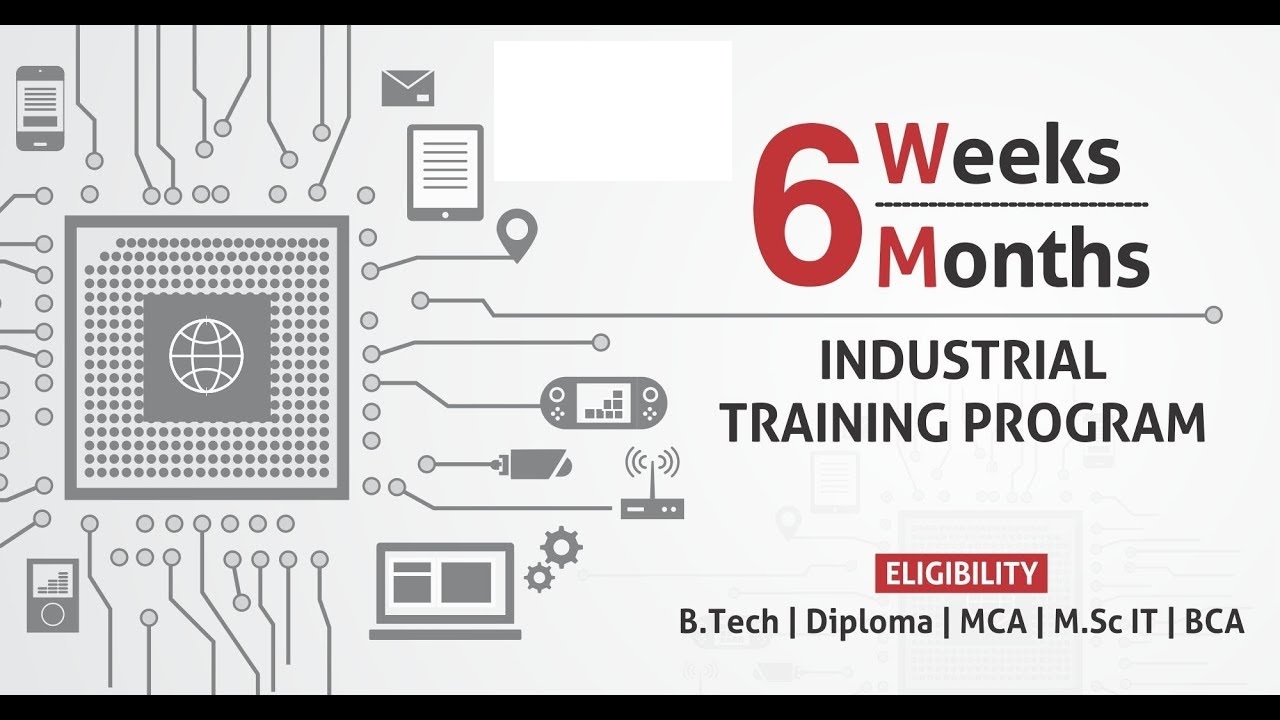 6 Weeks
Months
INDUSTRIAL
TRAINING PROGRAM
ELIGIBILITY
B.Tech | Diploma | MCA | M.Sc IT | BCA